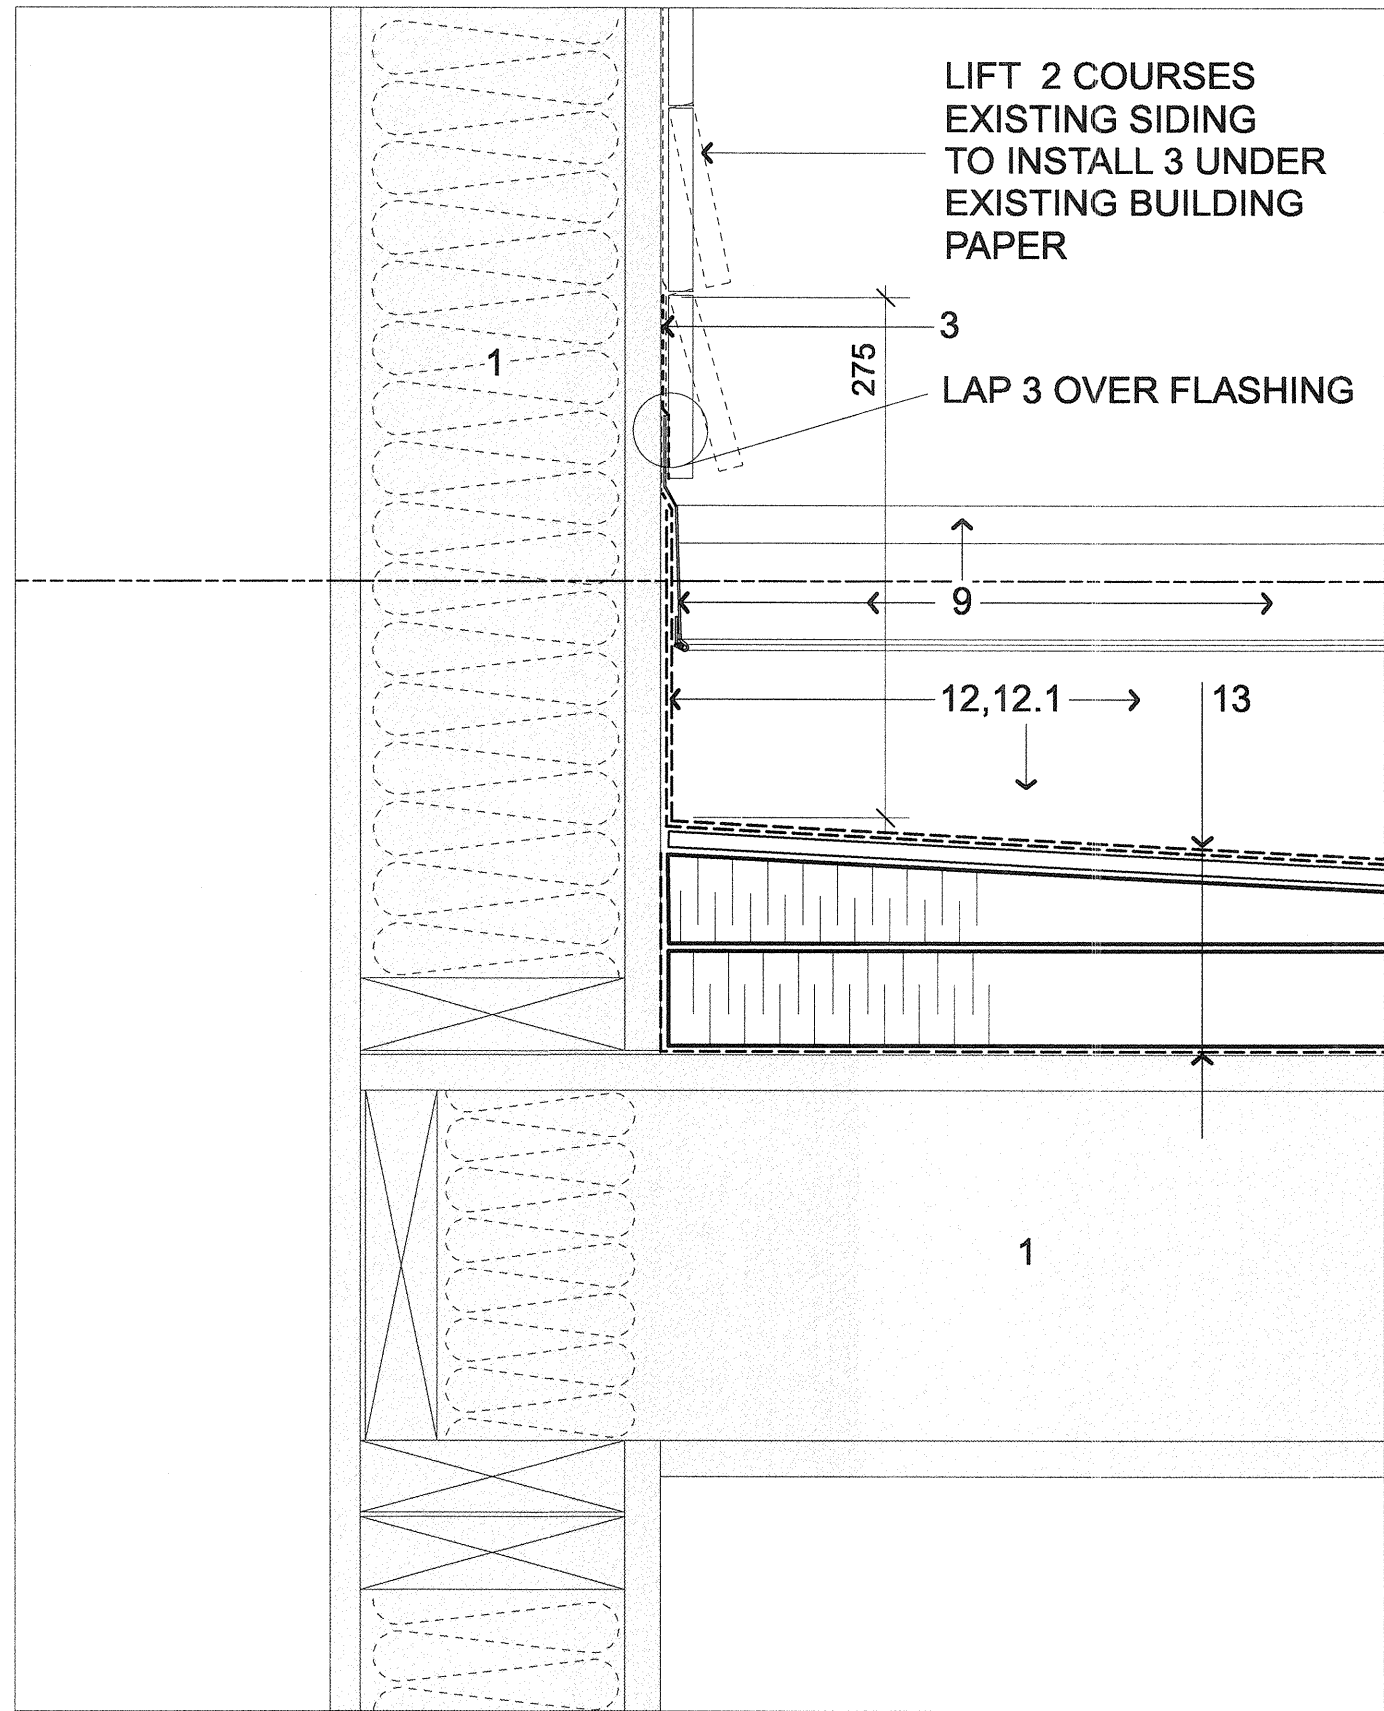 LIFT 2 COURSES
EXISTING SIDING
TO INSTALL 3 UNDER
EXISTING BUILDING
PAPER
3
275
1
LAP 3 OVER FLASHING
9
12,12.1
13
1